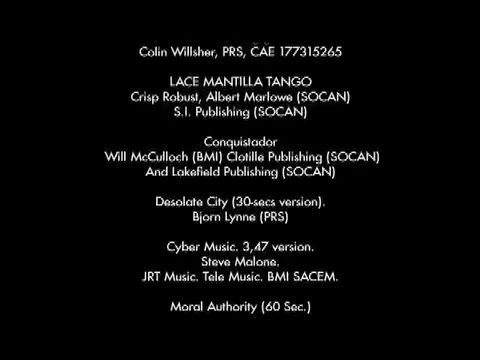 Colin Willsher, PRS, ČAĚ 177315265
LACE MANTILLA TANGO
Crisp Robust, Albert Marlowe (SOCAN)
S.I. Publishing (SOCAN)
Conquistador
Will McCulloch (BMI) Clotille Publishing (SOCAN)
And Lakefield Publishing (SOCAN)
Desolate City (30-secs version).
Bjorn Lynne (PRS)
Cyber Music. 3,47 version.
Steve Malone.
JRT Music. Tele Music. BMI SACEM.
Moral Authority (60 Sec.)